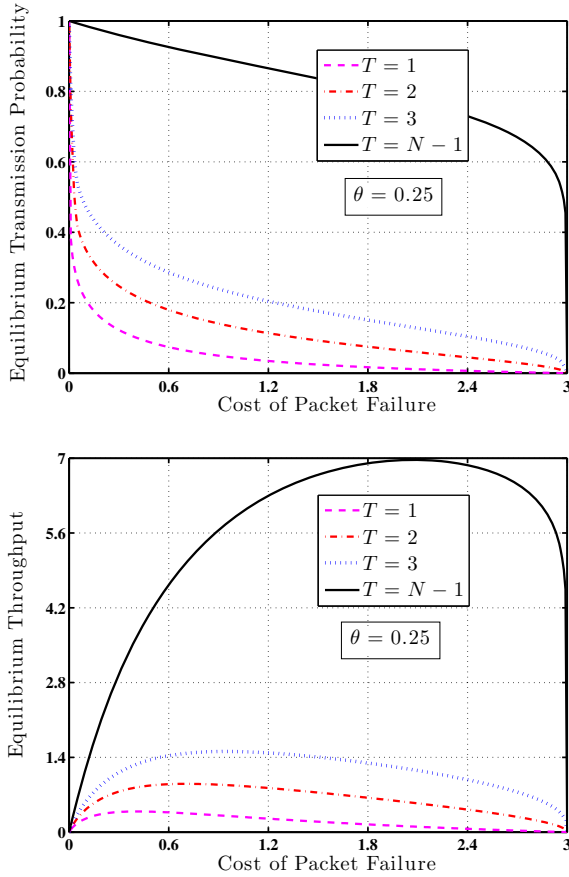 Equilibrium Transmission Probability
1
0.8
0.6
0.4
0.2
0
T = 1
T = 2
T = 3
T = N − 1
θ = 0.25
0 0.6 1.2 1.8 2.4 3
Cost of Packet Failure
Equilibrium Throughput
7
5.6
4.2
2.8
1.4
0
T = 1
T = 2
T = 3
T = N − 1
θ = 0.25
0 0.6 1.2 1.8 2.4 3
Cost of Packet Failure